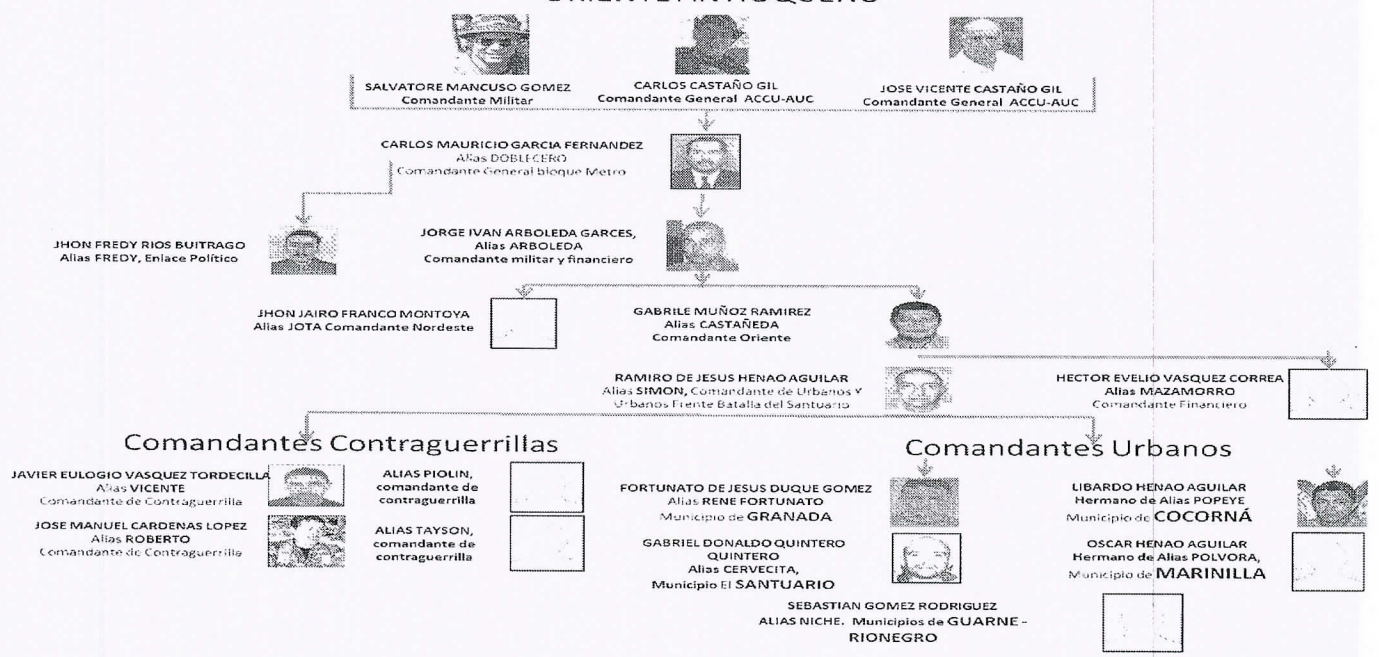 ORIENTE ANTIOQUEÑO
SALVATORE MANCUSO GOMEZ
Comandante Militar
CARLOS CASTAÑO GIL
Comandante General ACCU-AUC
JOSE VICENTE CASTAÑO GIL
Comandante General ACCU-AUC
CARLOS MAURICIO GARCIA FERNANDEZ
Alias DOBLECERO
Comandante General bloque Metro
JHON FREDY RIOS BUITRAGO
Alias FREDY, Enlace Político
JORGE IVAN ARBOLEDA GARCES,
Alias ARBOLEDA
Comandante militar y financiero
JHON JAIRO FRANCO MONTOYA
Alias JOTA Comandante Nordeste
GABRILE MUÑOZ RAMIREZ
Alias CASTAÑEDA
Comandante Oriente
RAMIRO DE JESUS HENAO AGUILAR
Alias SIMON, Comandante de Urbanos Y
Urbanos Frente Batalla del Santuario
HECTOR EVELIO VASQUEZ CORREA
Alias MAZAMORRO
Comandante Financiero
Comandantes Contraguerrillas
JAVIER EULOGIO VASQUEZ TORDECILLA
Alias VICENTE
Comandante de Contraguerrilla
ALIAS PIOLIN,
comandante de
contraguerrilla
JOSE MANUEL CARDENAS LOPEZ
Alias ROBERTO
Comandante de Contraguerrilla
ALIAS TAYSON,
comandante de
contraguerrilla
Comandantes Urbanos
FORTUNATO DE JESUS DUQUE GOMEZ
Alias RENE FORTUNATO
Municipio de GRANADA
LIBARDO HENAO AGUILAR
Hermano de Alias POPEYE
Municipio de COCORNÁ
GABRIEL DONALDO QUINTERO
QUINTERO
Alias CERVECITA,
Municipio El SANTUARIO
OSCAR HENAO AGUILAR
Hermano de Alias POLVORA,
Municipio de MARINILLA
SEBASTIAN GOMEZ RODRIGUEZ
ALIAS NICHE. Municipios de GUARNE -
RIONEGRO